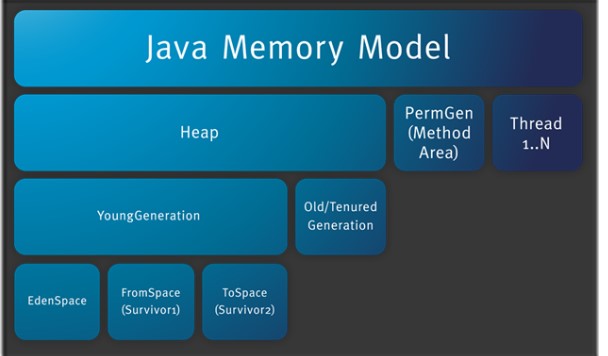 Java Memory Model
Heap
PermGen
(Method
Area)
Thread
1..N
YoungGeneration
Old/Tenured
Generation
EdenSpace
FromSpace
(Survivor1)
ToSpace
(Survivor2)